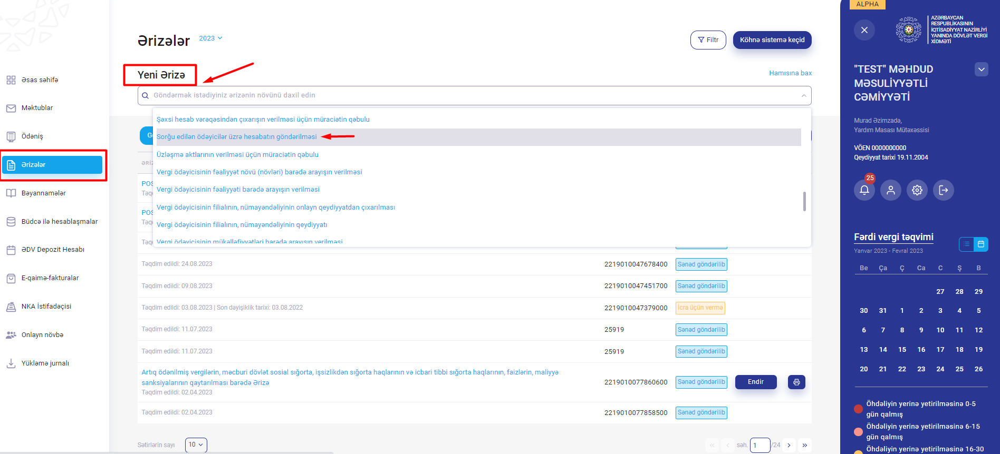 Əsas səhifə
Məktublar
Ödəniş
Ərizələr
Bəyannamələr
Büdcə ilə hesablaşmalar
ƏDV Depozit Hesabı
E-qaimə-fakturalar
NKA İstifadəçisi
Onlayn növbə
Yükləmə jurnalı
Ərizələr 2023
Filtr
Köhnə sistemə keçid
Yeni Ərizə
Hamısına bax
Göndərmək istədiyiniz ərizənin növünü daxil edin
Şəxsi hesab vərəqəsindən çıxarışın verilməsi üçün müraciətin qəbulu
Sorğu edilən ödəyicilər üzrə hesabatın göndərilməsi
Üzləşmə aktlarının verilməsi üçün müraciətin qəbulu
Vergi ödəyicisinin fəaliyyət növü (növləri) barədə arayışın verilməsi
Vergi ödəyicisinin fəaliyyəti barədə arayışın verilməsi
Vergi ödəyicisinin filialının, nümayəndəliyinin onlayn qeydiyyatdan çıxarılması
Vergi ödəyicisinin filialının, nümayəndəliyinin qeydiyyatı
Vergi ödəyicisinin mükəlləfiyyətləri barədə arayışın verilməsi
Təqdim edildi: 24.08.2023 2219010047678400 Sənəd göndərilib
Təqdim edildi: 09.08.2023 2219010047451700 Sənəd göndərilib
Təqdim edildi: 03.08.2023 | Son dəyişiklik tarixi: 03.08.2022 2219010047379000 İcra üçün vermə
Təqdim edildi: 11.07.2023 25919 Sənəd göndərilib
Təqdim edildi: 11.07.2023 25919 Sənəd göndərilib
Artıq ödənilmiş vergilərin, məcburi dövlət sosial sığorta, işsizlikdən sığorta haqlarının və icbari tibbi sığorta haqlarının, faizlərin, maliyyə
sanksiyalarının qaytarılması barədə Ərizə
Təqdim edildi: 02.04.2023
2219010077860600 Sənəd göndərilib Endir
Təqdim edildi: 02.04.2023 2219010077858500 Sənəd göndərilib
Sətirlərin sayı 10
səh. 1 /24
ALPHA
AZƏRBAYCAN
RESPUBLİKASININ
İQTİSADİYYAT NAZİRLİYİ
YANINDA DÖVLƏT VERGİ
XİDMƏTİ
"TEST" MƏHDUD
MƏSULİYYƏTLİ
CƏMİYYƏTİ
Murad Əzimzadə,
Yardım Masası Mütəxəssisi
VÖEN 0000000000
Qeydiyyat tarixi 19.11.2004
25
Fərdi vergi təqvimi
Yanvar 2023 - Fevral 2023
Be Ça Ç Ca C Ş B
27 28 29
30 31 1 2 3 4 5
6 7 8 9 10 11 12
13 14 15 16 17 18 19
20 21 22 23 24 25 26
Öhdəliyin yerinə yetirilməsinə 0-5
gün qalmış
Öhdəliyin yerinə yetirilməsinə 6-15
gün qalmış
Öhdəliyin yerinə yetirilməsinə 16-30